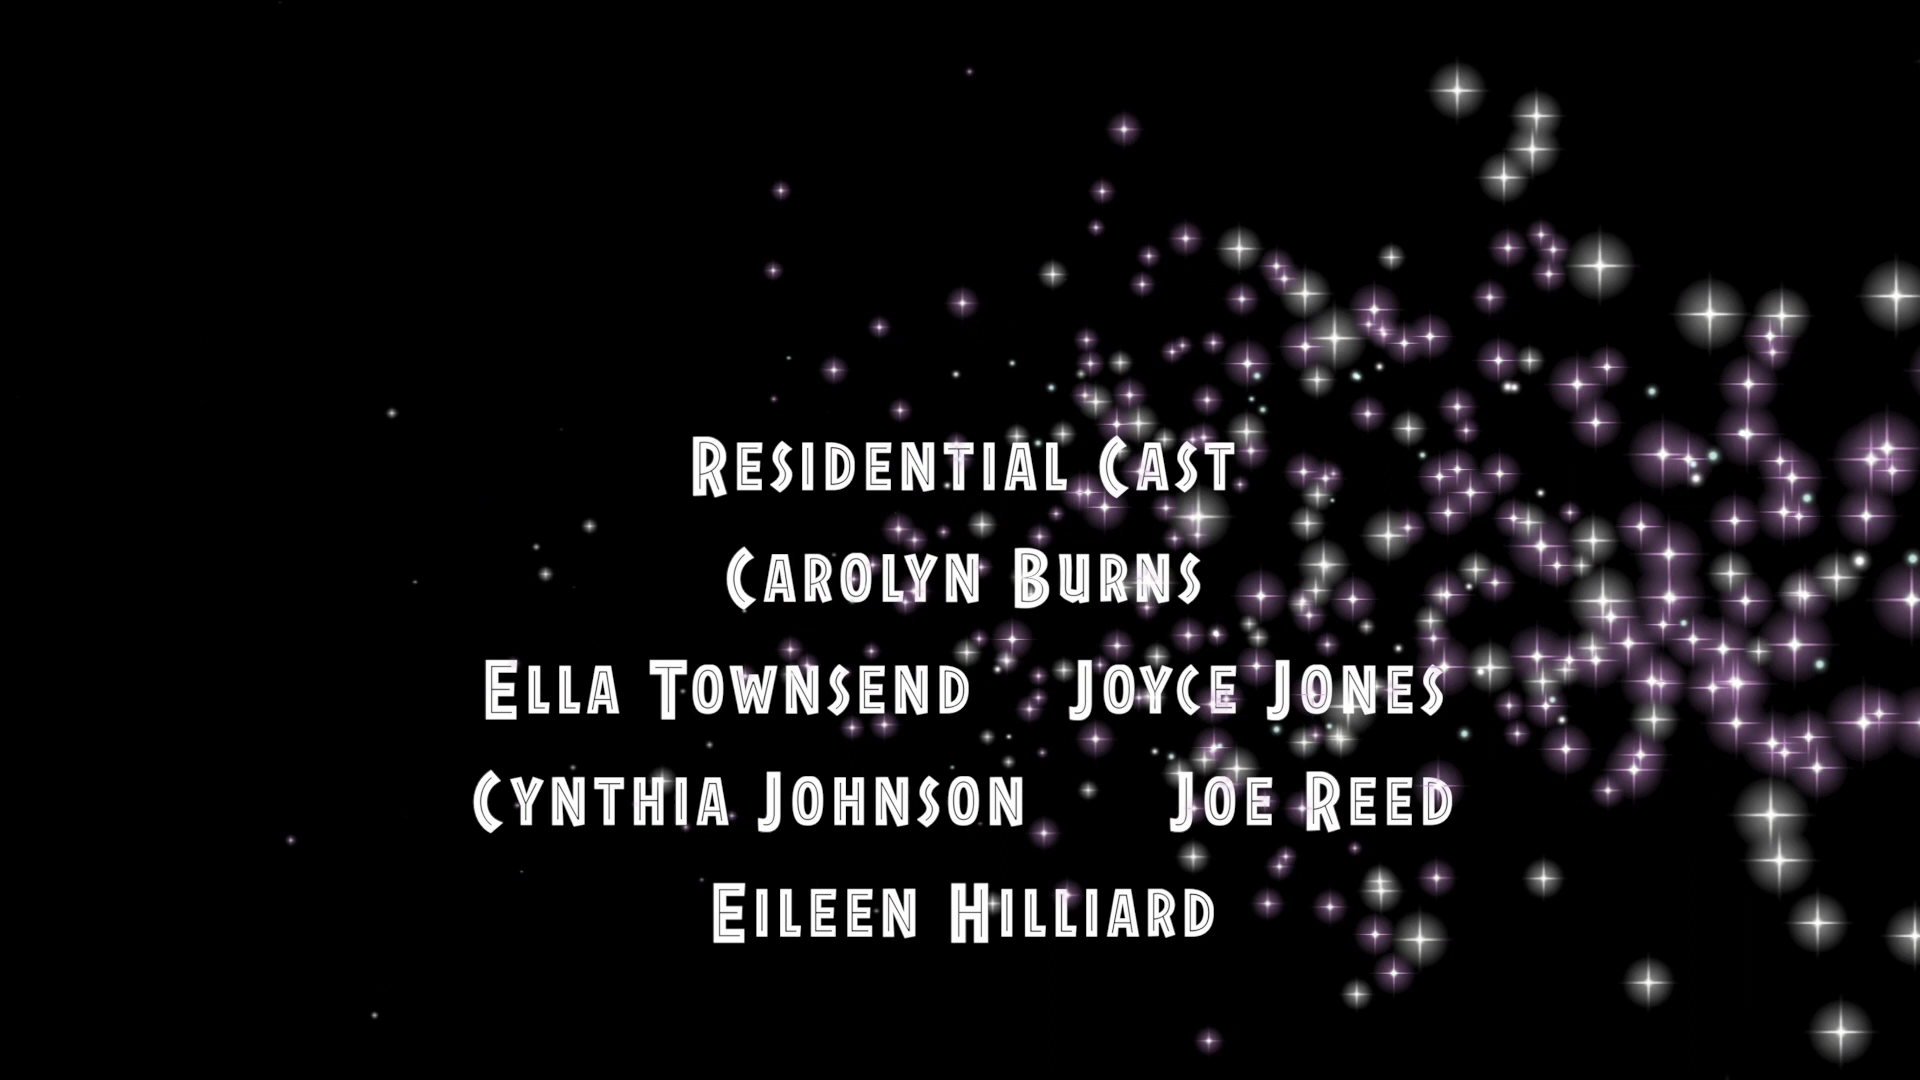 Residential Cast
Carolyn Burns
Ella Townsend Joyce Jones
Cynthia Johnson Joe Reed
Eileen Hilliard